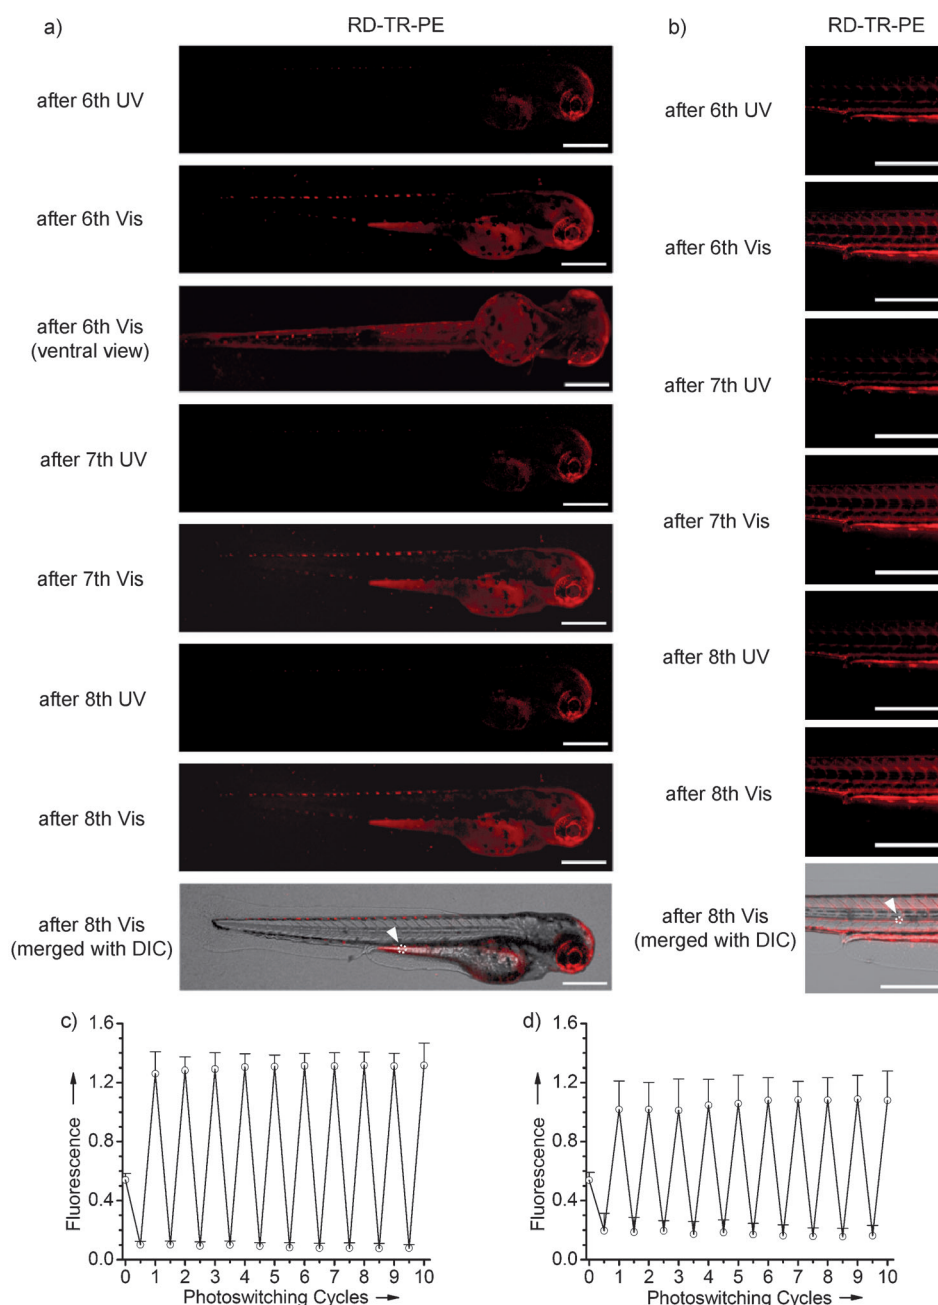 a)
RD-TR-PE
after 6th UV
after 6th Vis
after 6th Vis
(ventral view)
after 7th UV
after 7th Vis
after 8th UV
after 8th Vis
after 8th Vis
(merged with DIC)
b)
RD-TR-PE
after 6th UV
after 6th Vis
after 7th UV
after 7th Vis
after 8th UV
after 8th Vis
after 8th Vis
(merged with DIC)
c)
1.6
1.2
0.8
0.4
0.0
Fluorescence →
0 1 2 3 4 5 6 7 8 9 10
Photoswitching Cycles →
d)
1.6
1.2
0.8
0.4
0.0
Fluorescence →
0 1 2 3 4 5 6 7 8 9 10
Photoswitching Cycles →